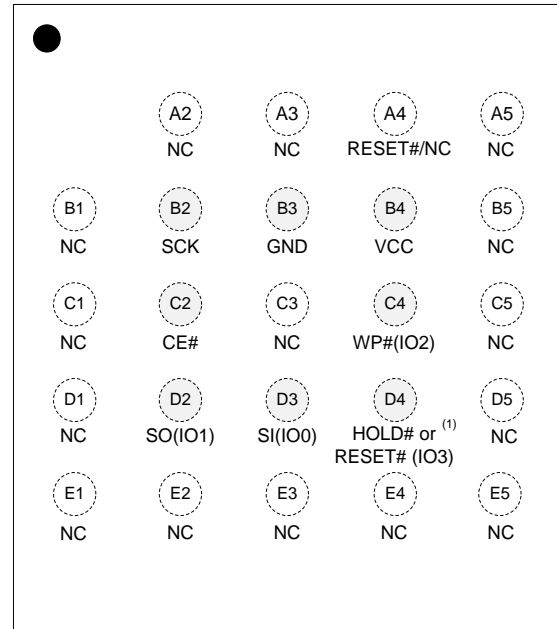 A2 A3 A4 A5
NC NC RESET#/NC NC
B1 B2 B3 B4 B5
NC SCK GND VCC NC
C1 C2 C3 C4 C5
NC CE# NC WP#(IO2) NC
D1 D2 D3 D4 D5
NC SO(IO1) SI(IO0) HOLD# or (1) NC
RESET# (IO3)
E1 E2 E3 E4 E5
NC NC NC NC NC